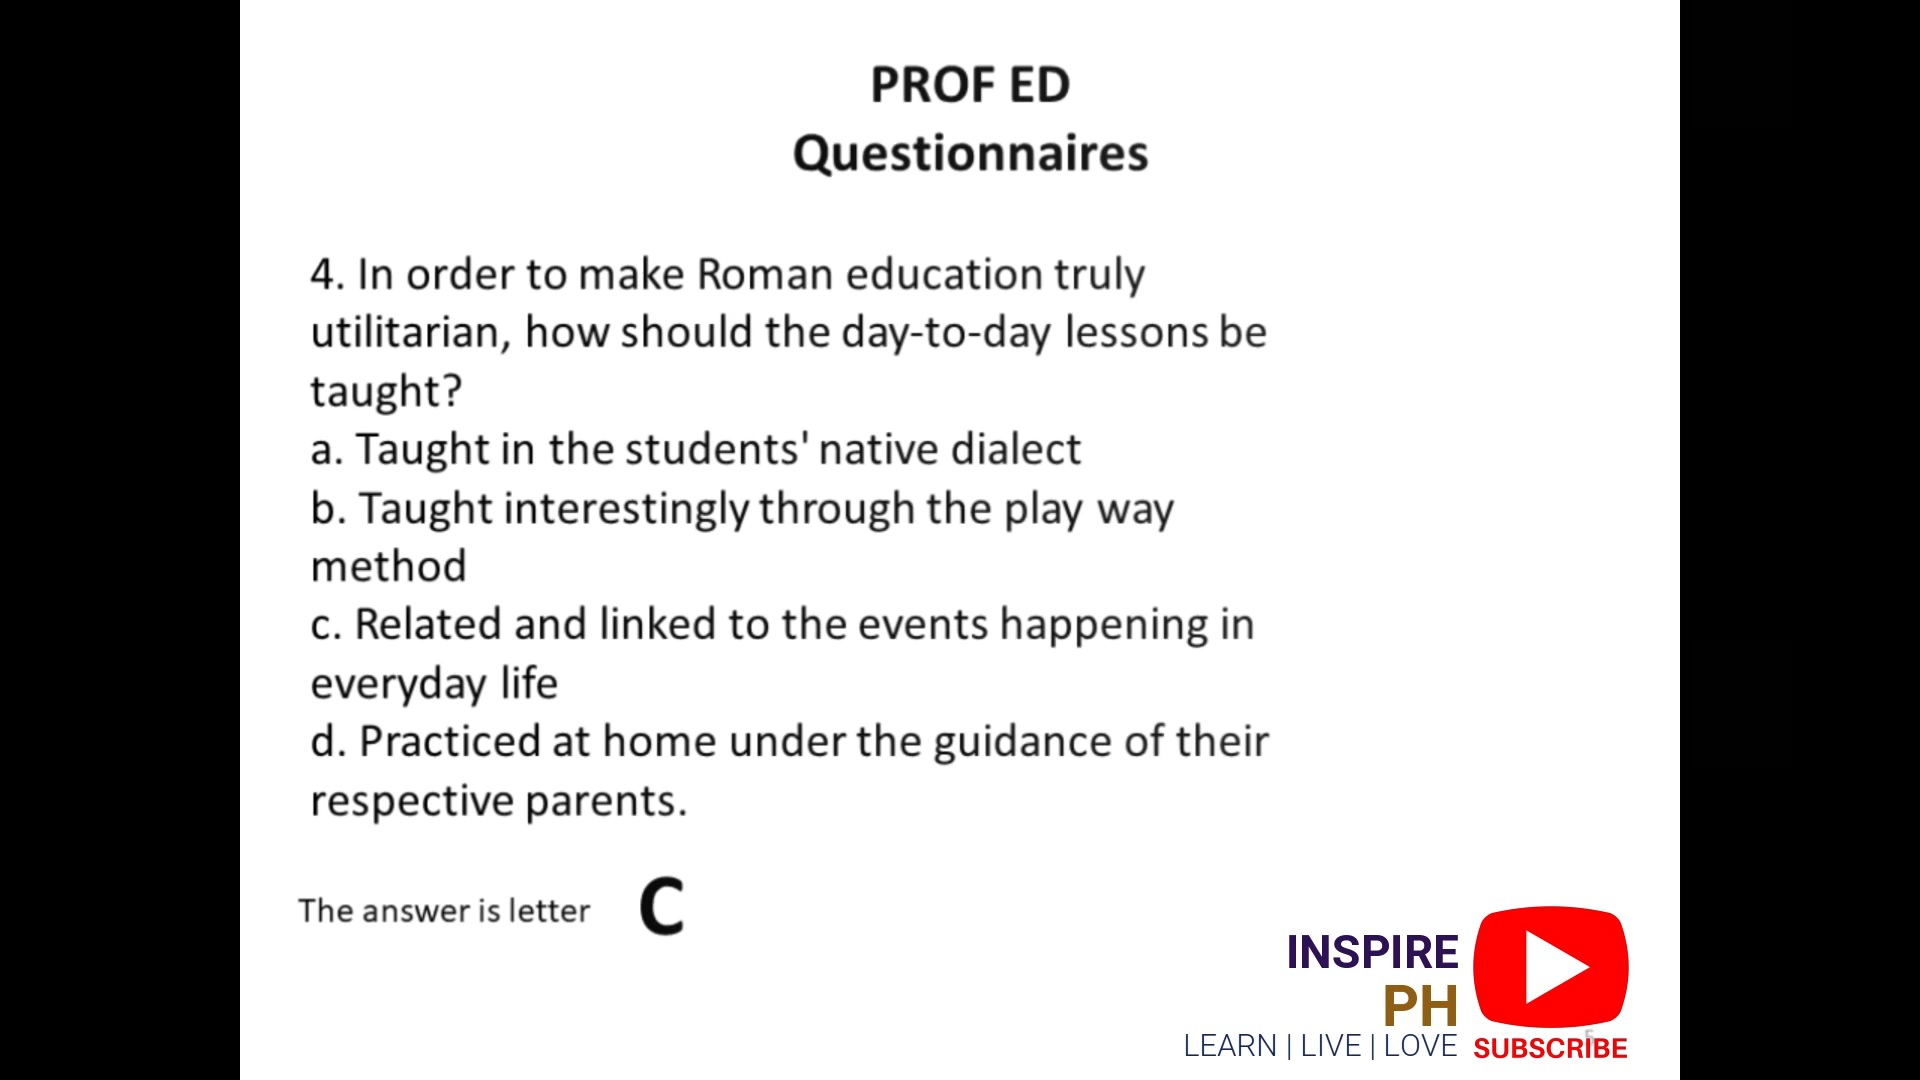 PROF ED
Questionnaires
4. In order to make Roman education truly
utilitarian, how should the day-to-day lessons be
taught?
a. Taught in the students' native dialect
b. Taught interestingly through the play way
method
c. Related and linked to the events happening in
everyday life
d. Practiced at home under the guidance of their
respective parents.
The answer is letter C
INSPIRE
PH
LEARN | LIVE | LOVE
SUBSCRIBE